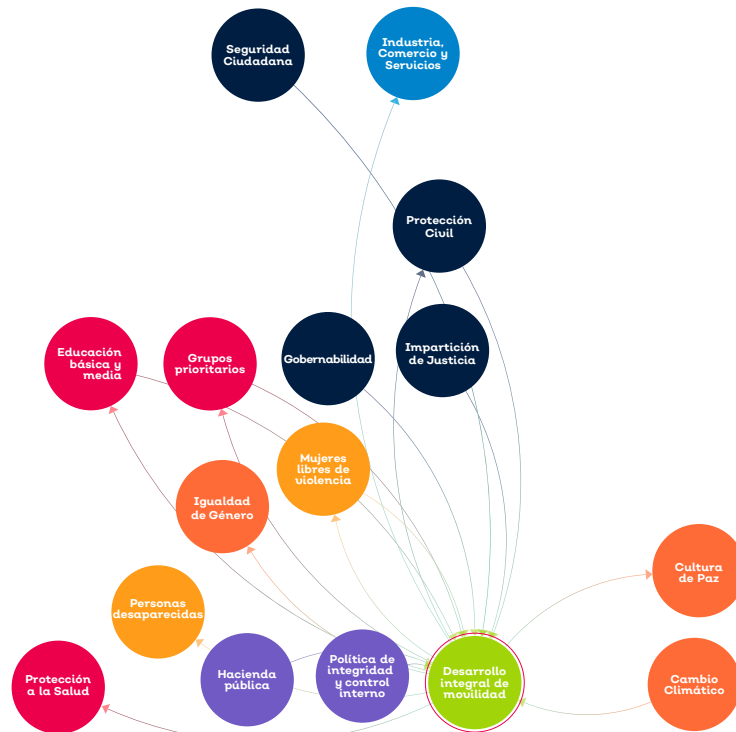 Seguridad
Ciudadana
Industria,
Comercio y
Servicios
Protección
Civil
Educación
básica y
media
Grupos
prioritarios
Gobernabilidad
Impartición
de Justicia
Mujeres
libres de
violencia
Igualdad
de Género
Cultura
de Paz
Personas
desaparecidas
Protección
a la Salud
Hacienda
pública
Política de
integridad
y control
interno
Desarrollo
integral de
movilidad
Cambio
Climático